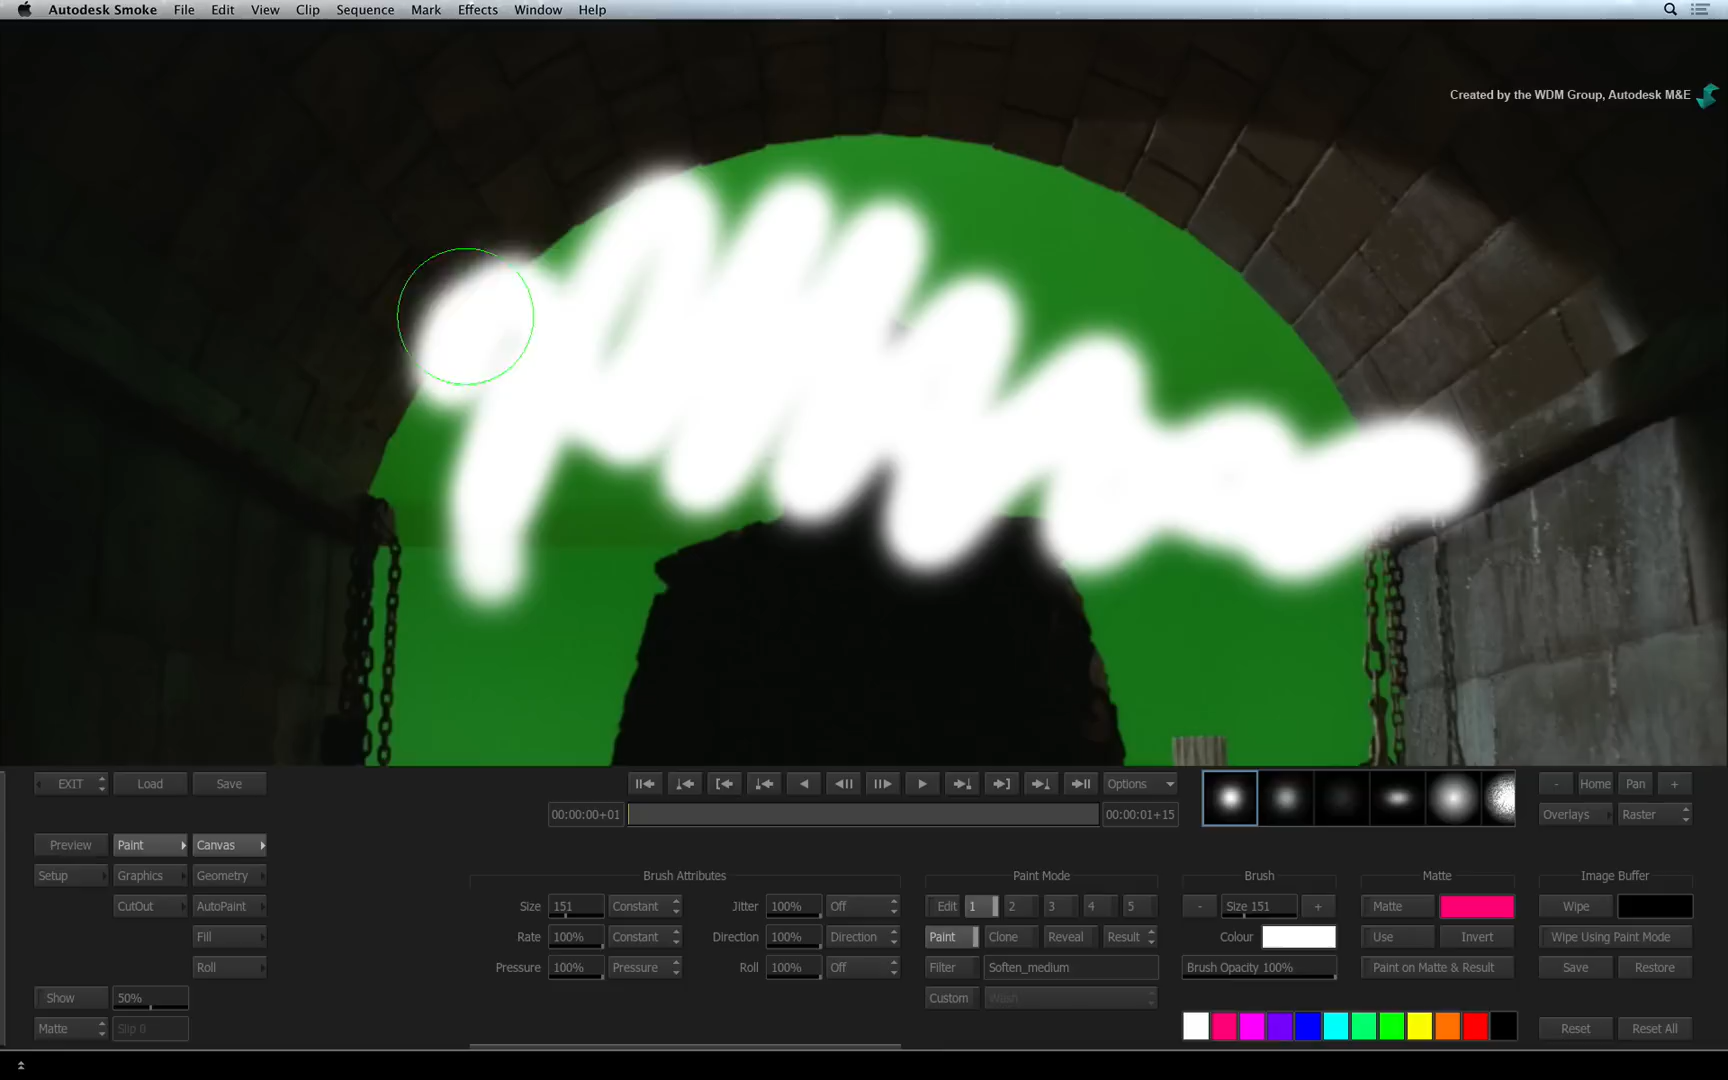 Autodesk Smoke File Edit View Clip Sequence Mark Effects Window Help
Created by the WDM Group, Autodesk M&E
EXIT Load Save Options - Home Pan +
00:00:00+01 00:00:01+15 Overlays Raster
Preview Paint Canvas
Setup Graphics Geometry Brush Attributes Paint Mode Brush Matte Image Buffer
CutOut AutoPaint Size 151 Constant Jitter 100% Off Edit 1 2 3 4 5 - Size 151 + Matte Wipe
Fill Rate 100% Constant Direction 100% Direction Paint Clone Reveal Result Colour Use Invert Wipe Using Paint Mode
Roll Pressure 100% Pressure Roll 100% Off Filter Soften_medium Brush Opacity 100% Paint on Matte & Result Save Restore
Show 50% Custom Wash
Matte Slip 0 Reset Reset All